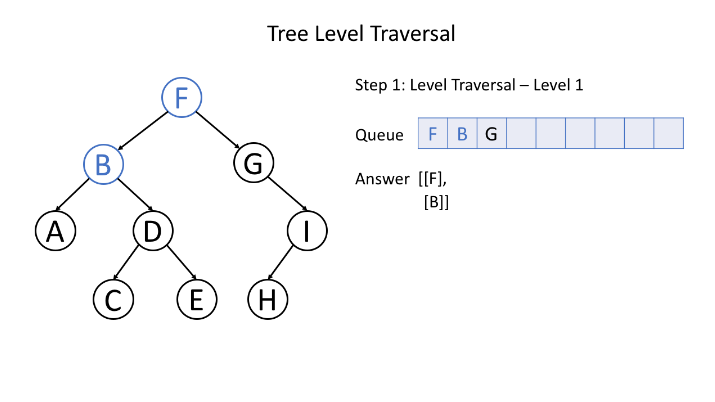 Tree Level Traversal
Step 1: Level Traversal – Level 1
Queue F B G
Answer [[F],
[B]]
F
B G
A D I
C E H